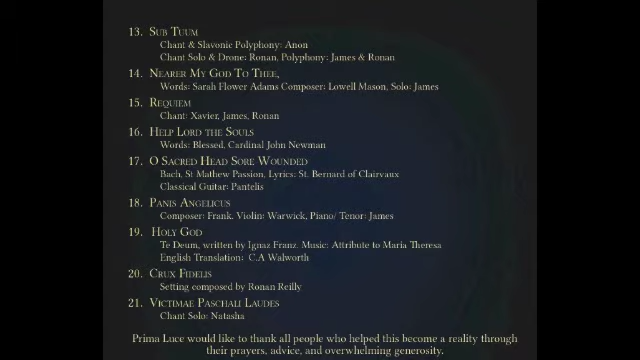 13. Sub Tuum
Chant & Slavonic Polyphony: Anon
Chant Solo & Drone: Ronan, Polyphony: James & Ronan
14. Nearer My God To Thee,
Words: Sarah Flower Adams Composer: Lowell Mason, Solo: James
15. Requiem
Chant: Xavier, James, Ronan
16. Help Lord the Souls
Words: Blessed, Cardinal John Newman
17. O Sacred Head Sore Wounded
Bach, St Mathew Passion, Lyrics: St. Bernard of Clairvaux
Classical Guitar: Pantelis
18. Panis Angelicus
Composer: Frank. Violin: Warwick, Piano/ Tenor: James
19. Holy God
Te Deum, written by Ignaz Franz. Music: Attribute to Maria Theresa
English Translation: C.A Walworth
20. Crux Fidelis
Setting composed by Ronan Reilly
21. Victimae Paschali Laudes
Chant Solo: Natasha
Prima Luce would like to thank all people who helped this become a reality through
their prayers, advice, and overwhelming generosity.